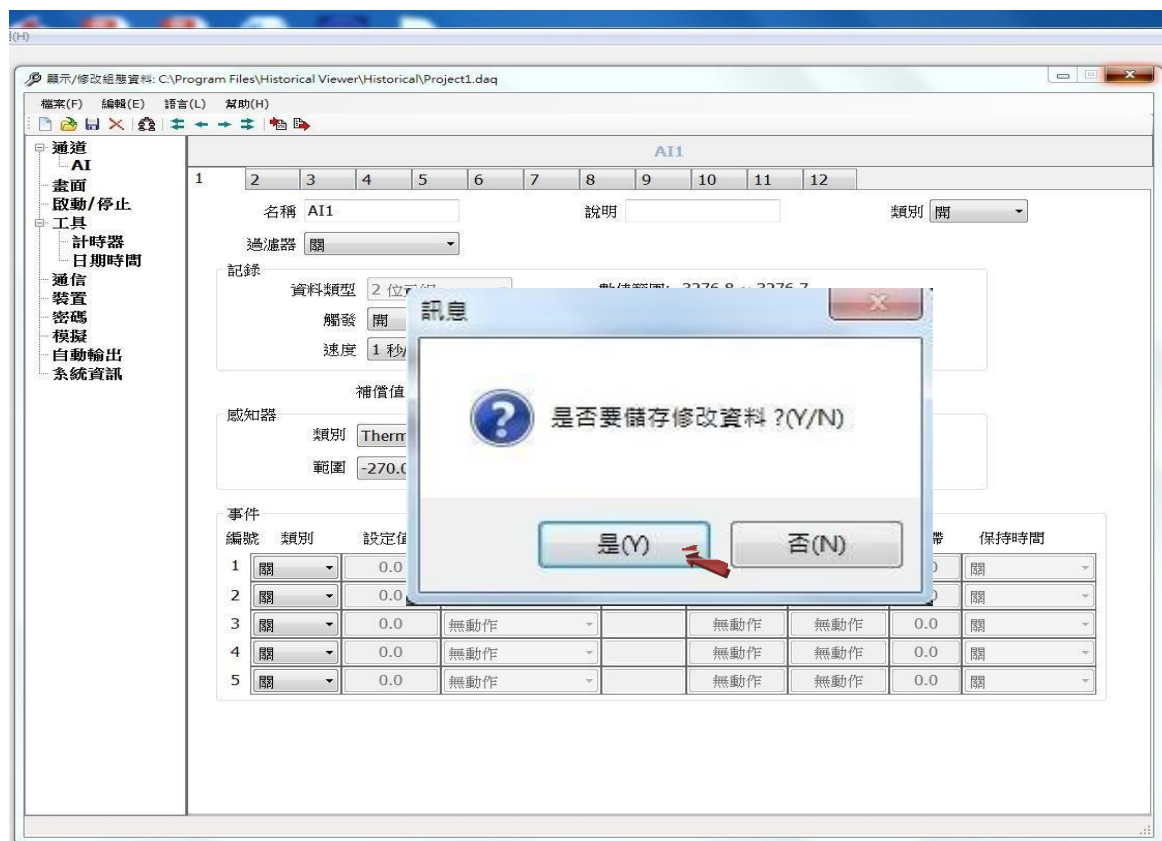 (H)
顯示/修改組態資料: C:\Program Files\Historical Viewer\Historical\Project1.daq
檔案(F) 編輯(E) 語言(L) 幫助(H)
通道
AI
畫面
啟動/停止
工具
計時器
日期時間
通信
裝置
密碼
模擬
自動輸出
系統資訊
AI1
1 2 3 4 5 6 7 8 9 10 11 12
名稱 AI1 說明 類別 開
過濾器 關
記錄
資料類型 2 位元組
觸發 開
速度 1 秒/
補償值
感知器
類別 Therm
範圍 -270.0
訊息
是否要儲存修改資料 ?(Y/N)
是(Y) 否(N)
事件
編號 類別 設定值 帶 保持時間
1 關 0.0 關
2 關 0.0 關
3 關 0.0 無動作 無動作 無動作 0.0 關
4 關 0.0 無動作 無動作 無動作 0.0 關
5 關 0.0 無動作 無動作 無動作 0.0 關